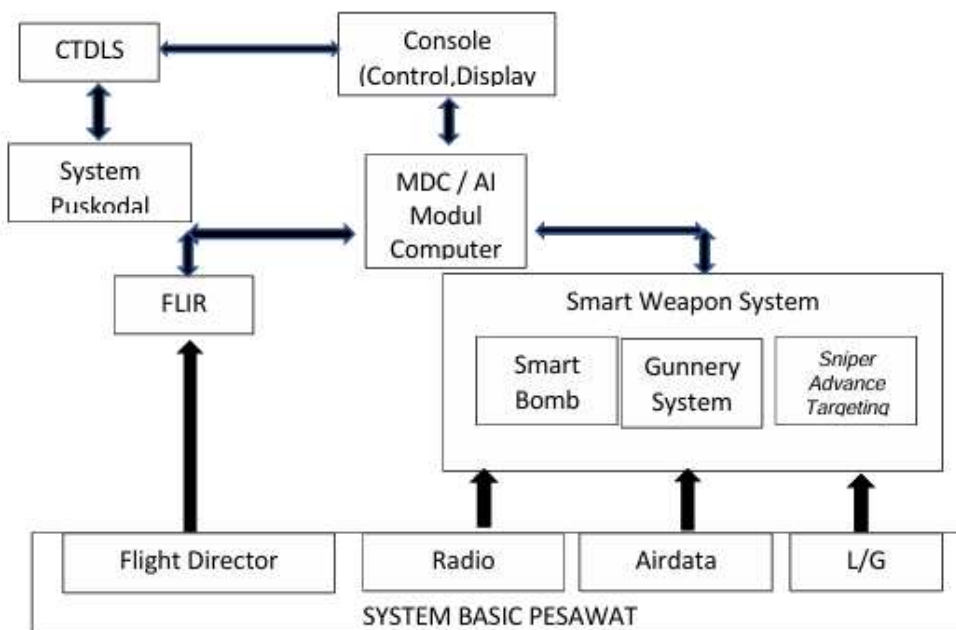 CTDLS
Console
(Control,Display
System
Puskodal
MDC / AI
Modul
Computer
FLIR
Smart Weapon System
Smart
Bomb
Gunnery
System
Sniper
Advance
Targeting
Flight Director
Radio
Airdata
L/G
SYSTEM BASIC PESAWAT